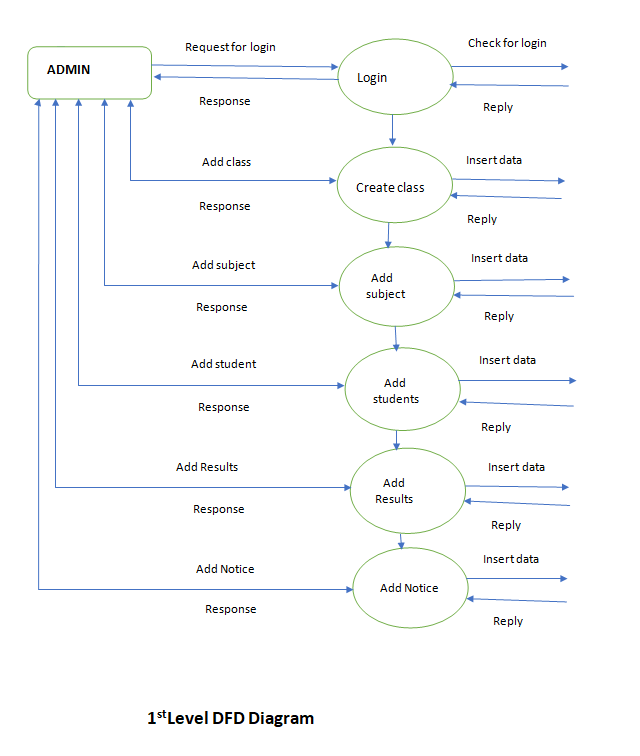 Request for login
Check for login
ADMIN
Login
Response
Reply
Add class
Insert data
Create class
Response
Reply
Add subject
Insert data
Add
subject
Response
Reply
Add student
Insert data
Add
students
Response
Reply
Add Results
Insert data
Add
Results
Response
Reply
Add Notice
Insert data
Add Notice
Response
Reply
1st Level DFD Diagram